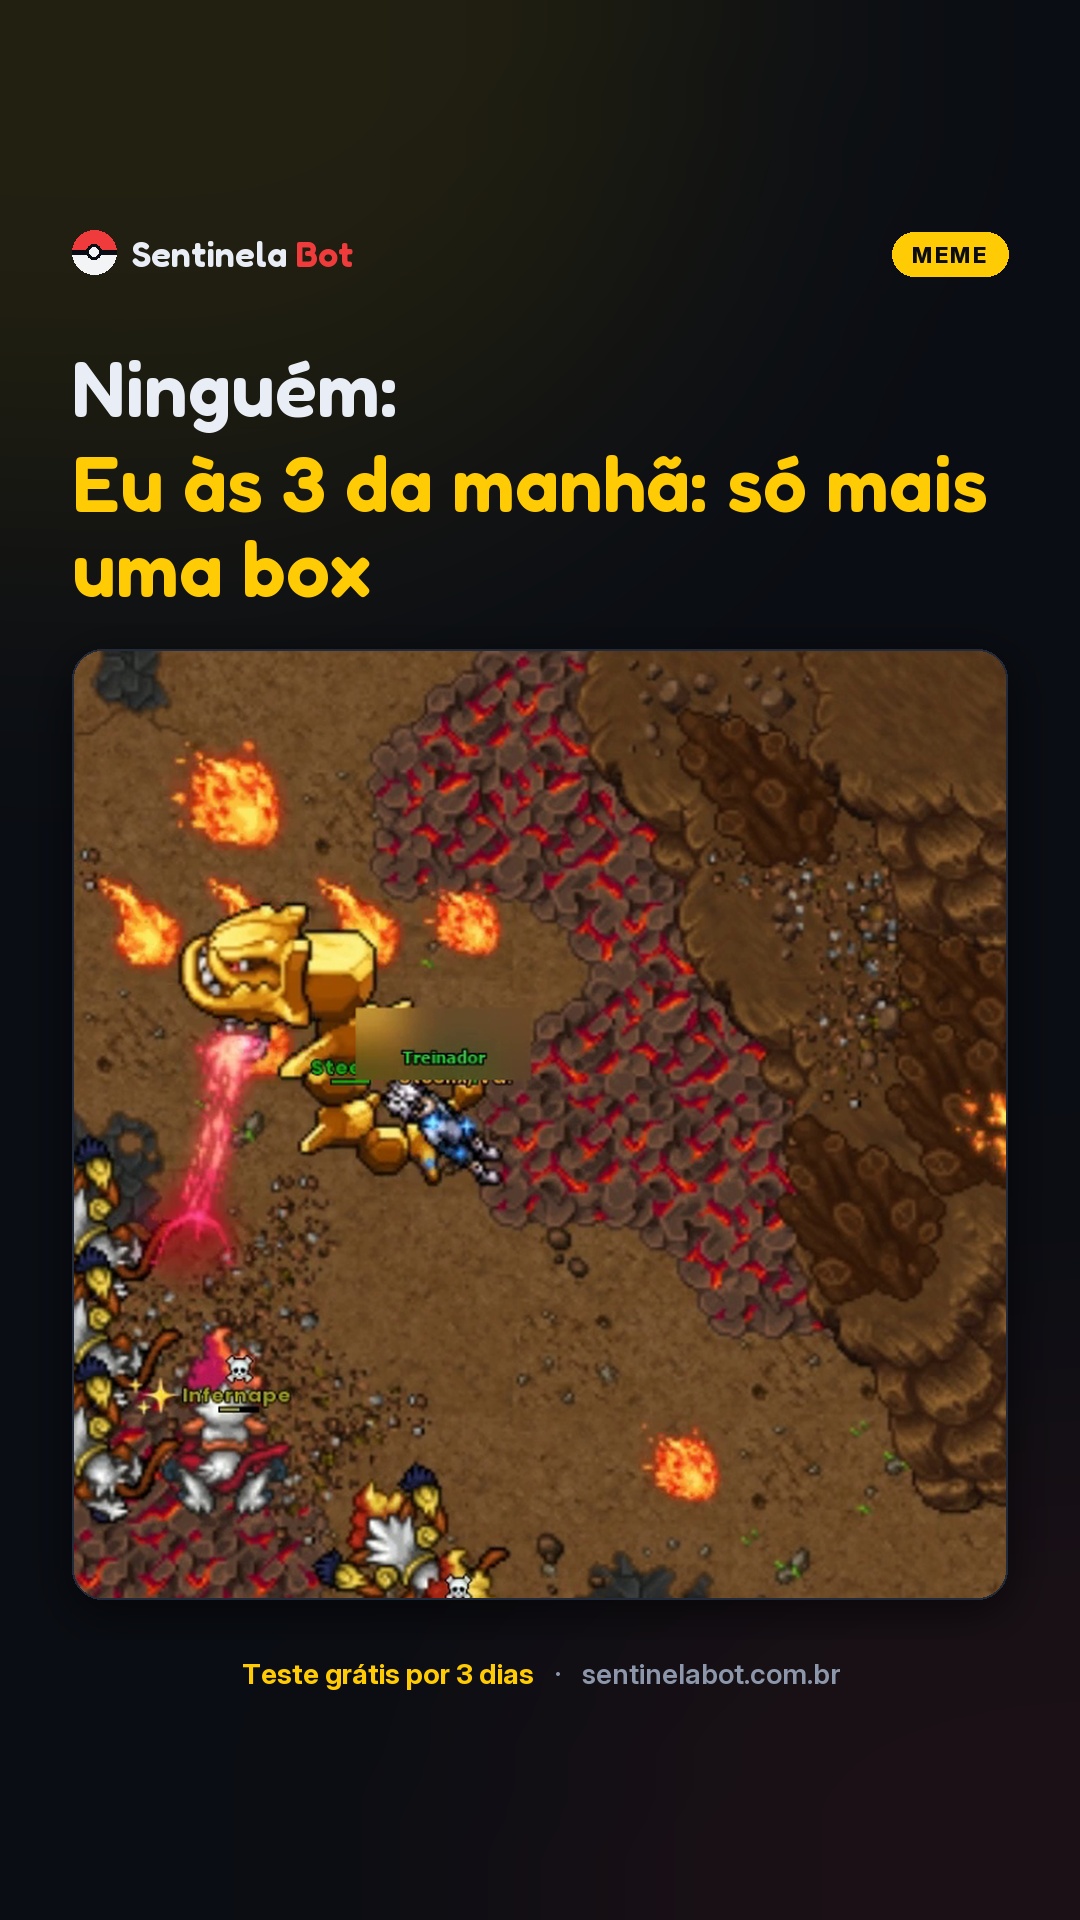 Sentinela Bot
MEME
Ninguém:
Eu às 3 da manhã: só mais
uma box
Treinador
Infernape
Teste grátis por 3 dias · sentinelabot.com.br